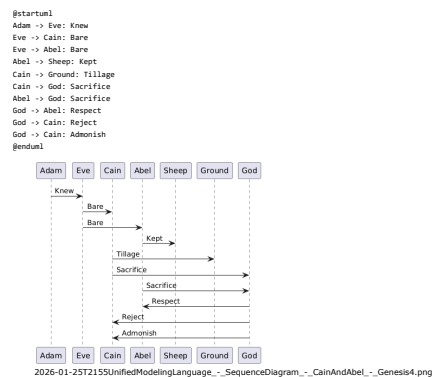 @startuml
Adam -> Eve: Knew
Eve -> Cain: Bare
Eve -> Abel: Bare
Abel -> Sheep: Kept
Cain -> Ground: Tillage
Cain -> God: Sacrifice
Abel -> God: Sacrifice
God -> Abel: Respect
God -> Cain: Reject
God -> Cain: Admonish
@enduml
Adam Eve Cain Abel Sheep Ground God
Knew
Bare
Bare
Kept
Tillage
Sacrifice
Sacrifice
Respect
Reject
Admonish
Adam Eve Cain Abel Sheep Ground God
2026-01-25T2155UnifiedModelingLanguage_-_SequenceDiagram_-_CainAndAbel_-_Genesis4.png